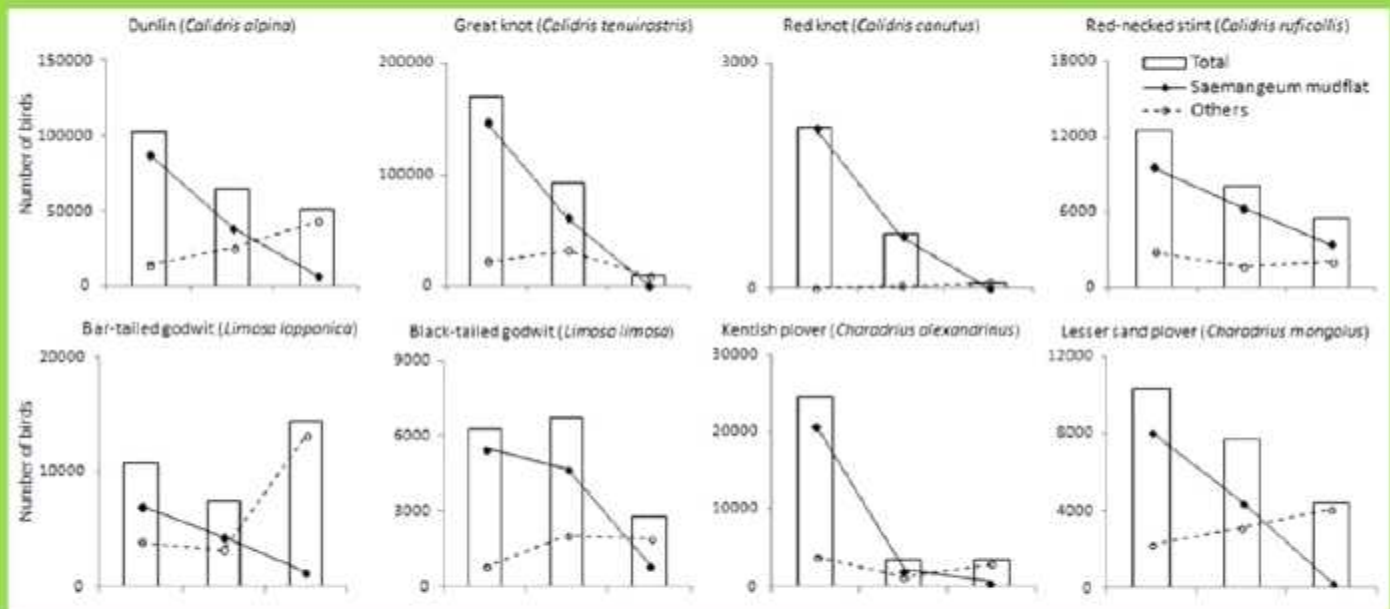 Dunlin (Calidris alpina)
Great knot (Calidris tenuirostris)
Red knot (Calidris canutus)
Red-necked stint (Calidris ruficollis)
Number of birds
150000
100000
50000
0
200000
100000
0
3000
0
18000
12000
6000
0
Total
Saemangeum mudflat
Others
Bar-tailed godwit (Limosa lapponica)
Black-tailed godwit (Limosa limosa)
Kentish plover (Charadrius alexandrinus)
Lesser sand plover (Charadrius mongolus)
Number of birds
20000
10000
0
9000
6000
3000
0
30000
20000
10000
0
12000
8000
4000
0